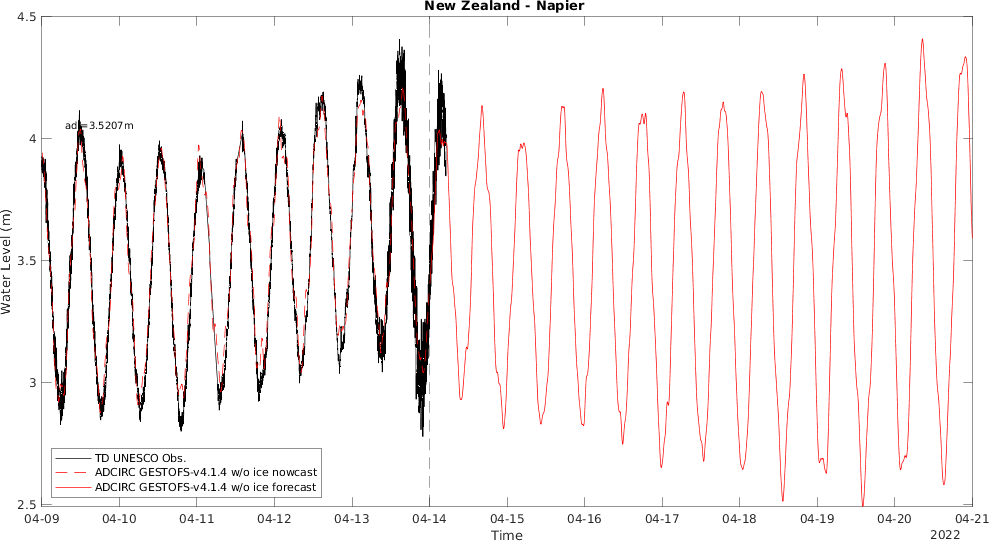 New Zealand - Napier
4.5
4
3.5
3
2.5
Water Level (m)
adj=3.5207m
TD UNESCO Obs.
ADCIRC GESTOFS-v4.1.4 w/o ice nowcast
ADCIRC GESTOFS-v4.1.4 w/o ice forecast
04-09 04-10 04-11 04-12 04-13 04-14 04-15 04-16 04-17 04-18 04-19 04-20 04-21
Time
2022